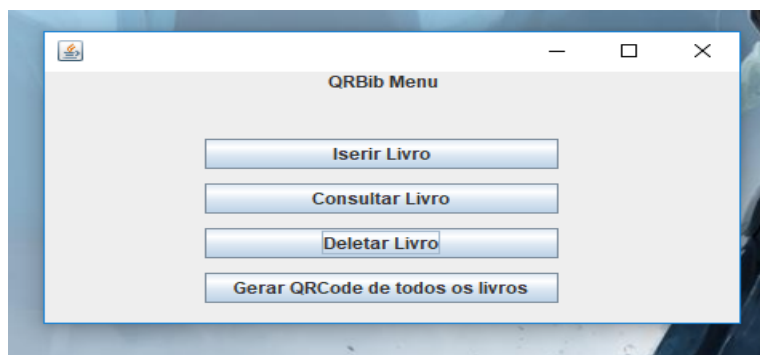 QRBib Menu
Iserir Livro
Consultar Livro
Deletar Livro
Gerar QRCode de todos os livros